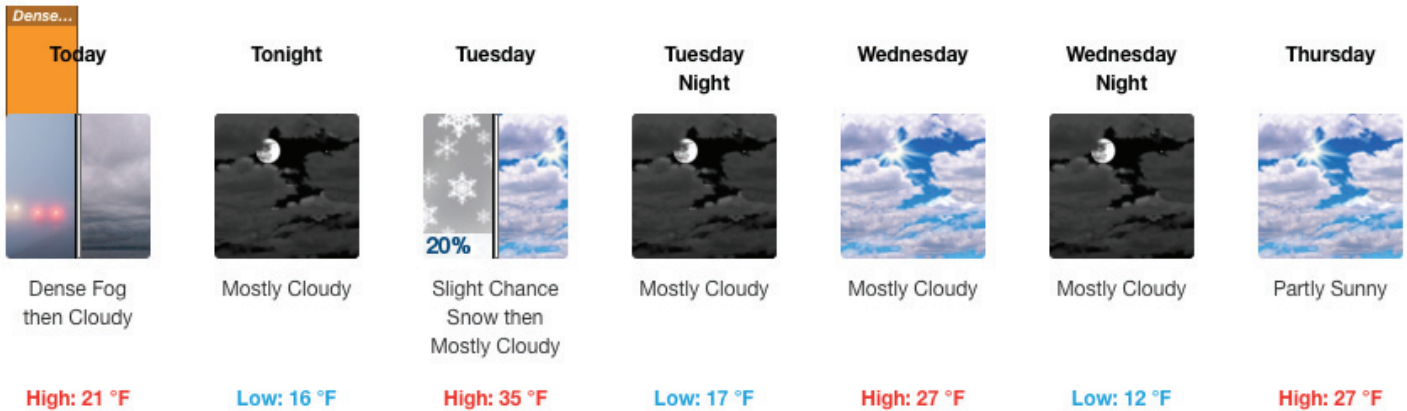 Dense...
Today
Tonight
Tuesday
Tuesday
Night
Wednesday
Wednesday
Night
Thursday
20%
Dense Fog
then Cloudy
Mostly Cloudy
Slight Chance
Snow then
Mostly Cloudy
Mostly Cloudy
Mostly Cloudy
Mostly Cloudy
Partly Sunny
High: 21 °F
Low: 16 °F
High: 35 °F
Low: 17 °F
High: 27 °F
Low: 12 °F
High: 27 °F